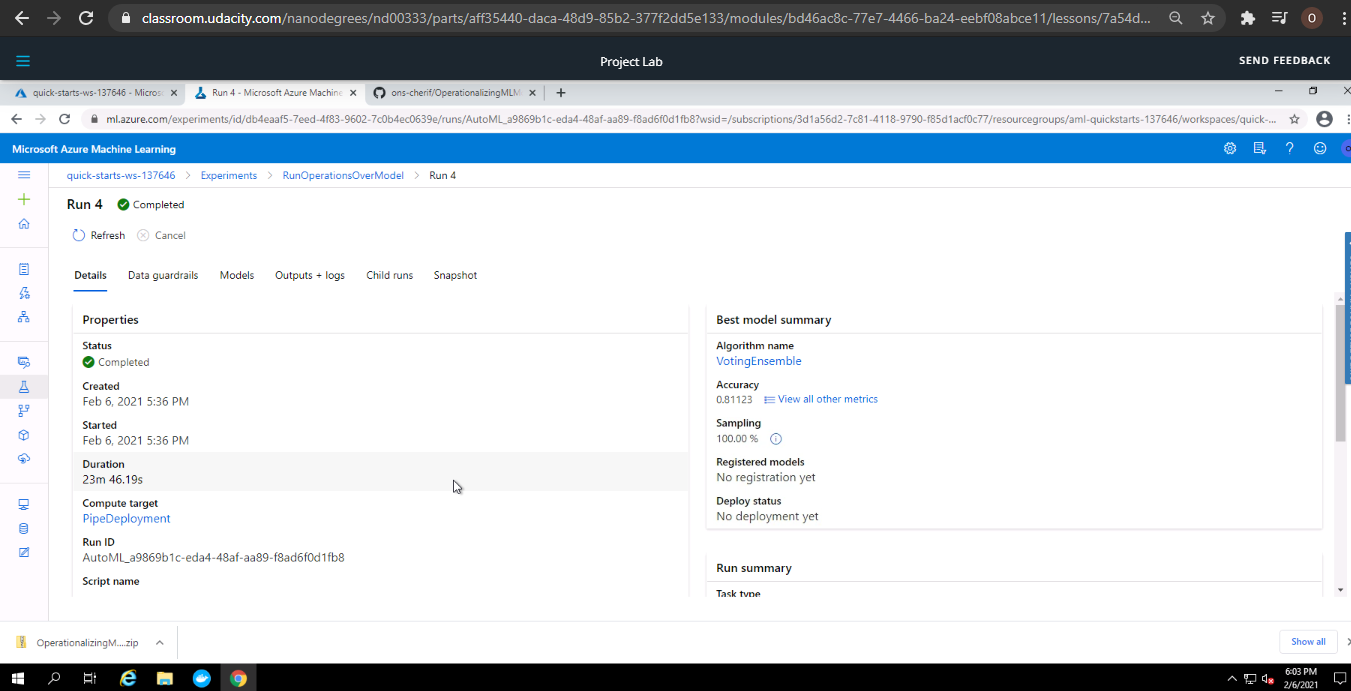 classroom.udacity.com/nanodegrees/nd00333/parts/aff35440-daca-48d9-85b2-377f2dd5e133/modules/bd46ac8c-77e7-4466-ba24-eebf08abce11/lessons/7a54d...
O
Project Lab
SEND FEEDBACK
quick-starts-ws-137646 - Micros
Run 4 - Microsoft Azure Machine
ons-cherif/OperationalizingMLM
ml.azure.com/experiments/id/db4eaaf5-7eed-4f83-9602-7c0b4ec0639e/runs/AutoML_a9869b1c-eda4-48af-aa89-f8ad6f0d1fb8?wsid=/subscriptions/3d1a56d2-7c81-4118-9790-f85d1acf0c77/resourcegroups/aml-quickstarts-137646/workspaces/quick-...
Microsoft Azure Machine Learning
quick-starts-ws-137646 > Experiments > RunOperationsOverModel > Run 4
Run 4 Completed
Refresh Cancel
Details Data guardrails Models Outputs + logs Child runs Snapshot
Properties
Status
Completed
Created
Feb 6, 2021 5:36 PM
Started
Feb 6, 2021 5:36 PM
Duration
23m 46.19s
Compute target
PipeDeployment
Run ID
AutoML_a9869b1c-eda4-48af-aa89-f8ad6f0d1fb8
Script name
Best model summary
Algorithm name
VotingEnsemble
Accuracy
0.81123 View all other metrics
Sampling
100.00 %
Registered models
No registration yet
Deploy status
No deployment yet
Run summary
Task type
OperationalizingM....zip
Show all
6:03 PM
2/6/2021